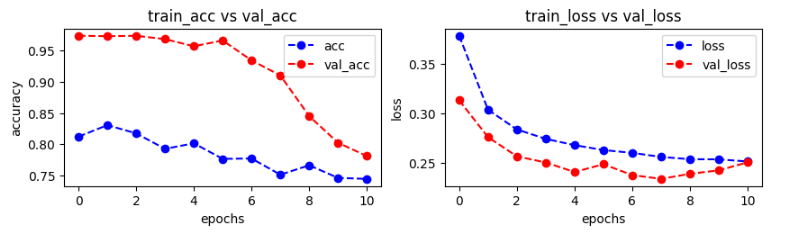 train_acc vs val_acc
accuracy
0.95
0.90
0.85
0.80
0.75
acc
val_acc
0 2 4 6 8 10
epochs
train_loss vs val_loss
loss
0.35
0.30
0.25
loss
val_loss
0 2 4 6 8 10
epochs